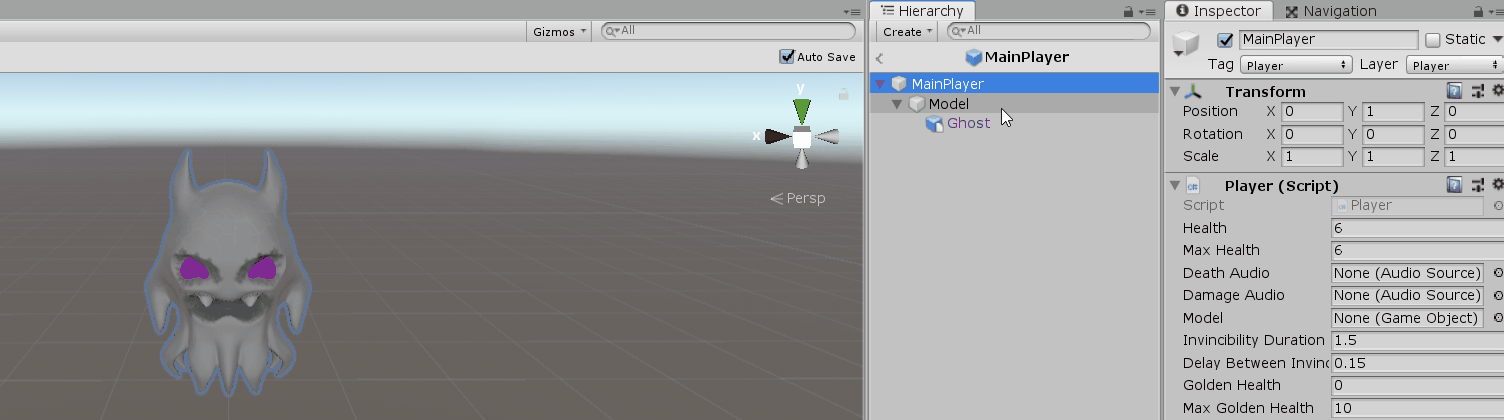 Hierarchy
Inspector
Navigation
Gizmos
All
Create
All
MainPlayer
Static
Auto Save
MainPlayer
Tag
Player
Layer
Player
MainPlayer
Transform
Model
Position X 0 Y 1 Z 0
Ghost
Rotation X 0 Y 0 Z 0
Scale X 1 Y 1 Z 1
y
x
Persp
Player (Script)
Script Player
Health 6
Max Health 6
Death Audio None (Audio Source)
Damage Audio None (Audio Source)
Model None (Game Object)
Invincibility Duration 1.5
Delay Between Invinc 0.15
Golden Health 0
Max Golden Health 10